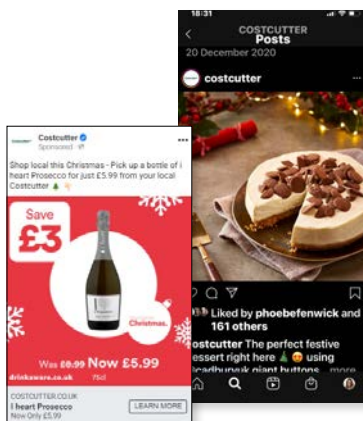 Costcutter
Sponsored
Shop local this Christmas - Pick up a bottle of i
heart Prosecco for just £5.99 from your local
Costcutter
Save
£3
Christmas.
Was £8.99 Now £5.99
drinkaware.co.uk 75cl
COSTCUTTER.CO.UK
I heart Prosecco
Now Only £5.99
LEARN MORE
18:31
COSTCUTTER
Posts
20 December 2020
costcutter
Liked by phoebefenwick and
161 others
ostcutter The perfect festive
essert right here using
cadburyuk giant buttons... more